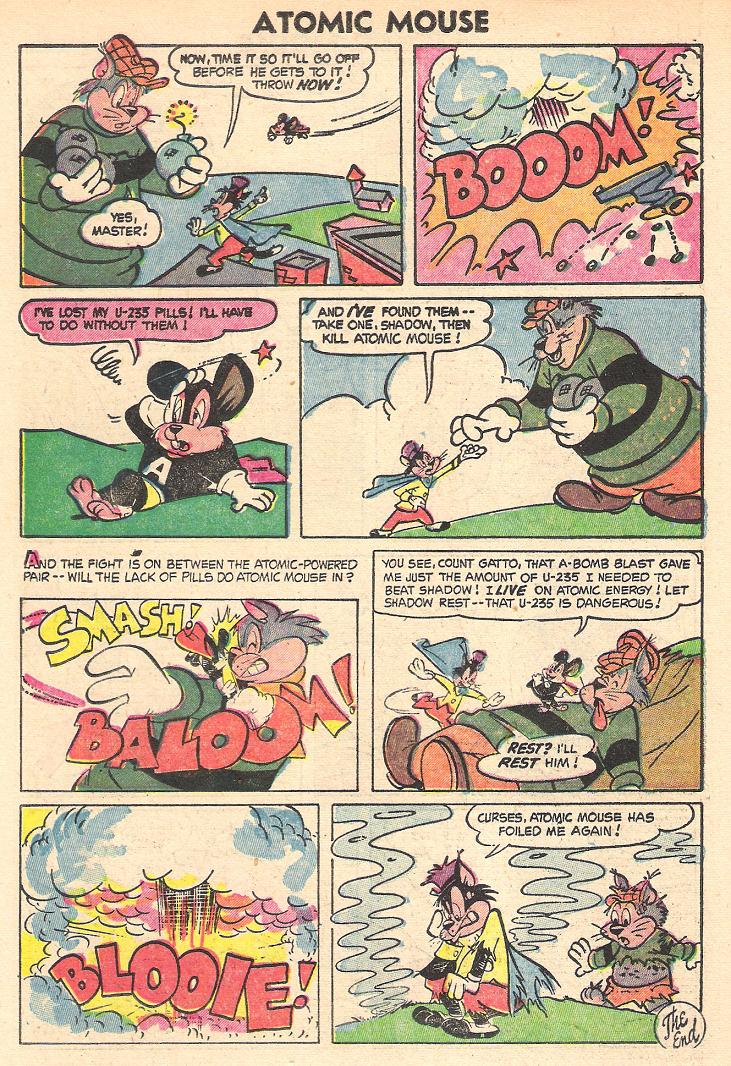 ATOMIC MOUSE
NOW, TIME IT SO IT'LL GO OFF
BEFORE HE GETS TO IT!
THROW NOW!
YES,
MASTER!
BOOOM!
I'VE LOST MY U-235 PILLS! I'LL HAVE
TO DO WITHOUT THEM!
A
AND I'VE FOUND THEM--
TAKE ONE, SHADOW, THEN
KILL ATOMIC MOUSE!
AND THE FIGHT IS ON BETWEEN THE ATOMIC-POWERED
PAIR -- WILL THE LACK OF PILLS DO ATOMIC MOUSE IN?
SMASH!
BALOOM!
YOU SEE, COUNT GATTO, THAT A-BOMB BLAST GAVE
ME JUST THE AMOUNT OF U-235 I NEEDED TO
BEAT SHADOW! I LIVE ON ATOMIC ENERGY! LET
SHADOW REST--THAT U-235 IS DANGEROUS!
REST? I'LL
REST HIM!
BLOOIE!
CURSES, ATOMIC MOUSE HAS
FOILED ME AGAIN!
The
End